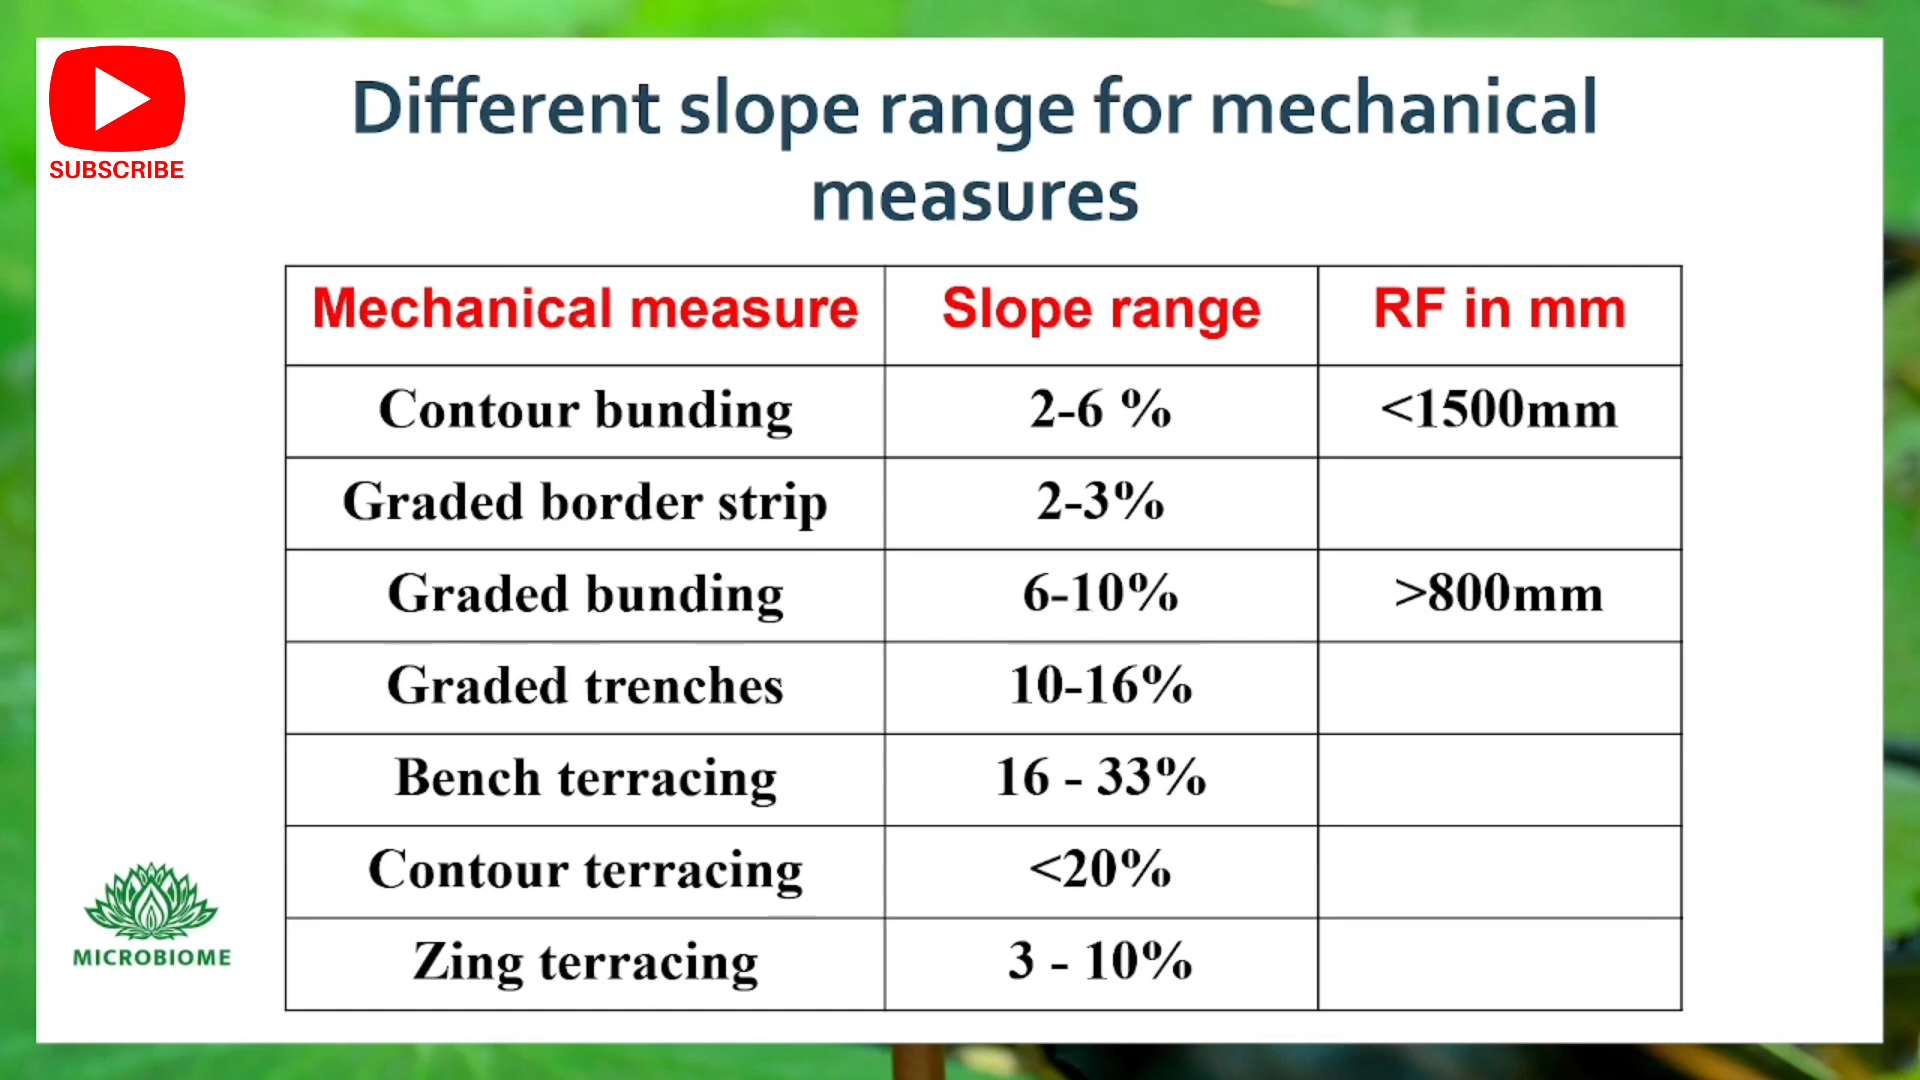 SUBSCRIBE
Different slope range for mechanical
measures
Mechanical measure Slope range RF in mm
Contour bunding 2-6 % <1500mm
Graded border strip 2-3%
Graded bunding 6-10% >800mm
Graded trenches 10-16%
Bench terracing 16 - 33%
Contour terracing <20%
Zing terracing 3 - 10%
MICROBIOME